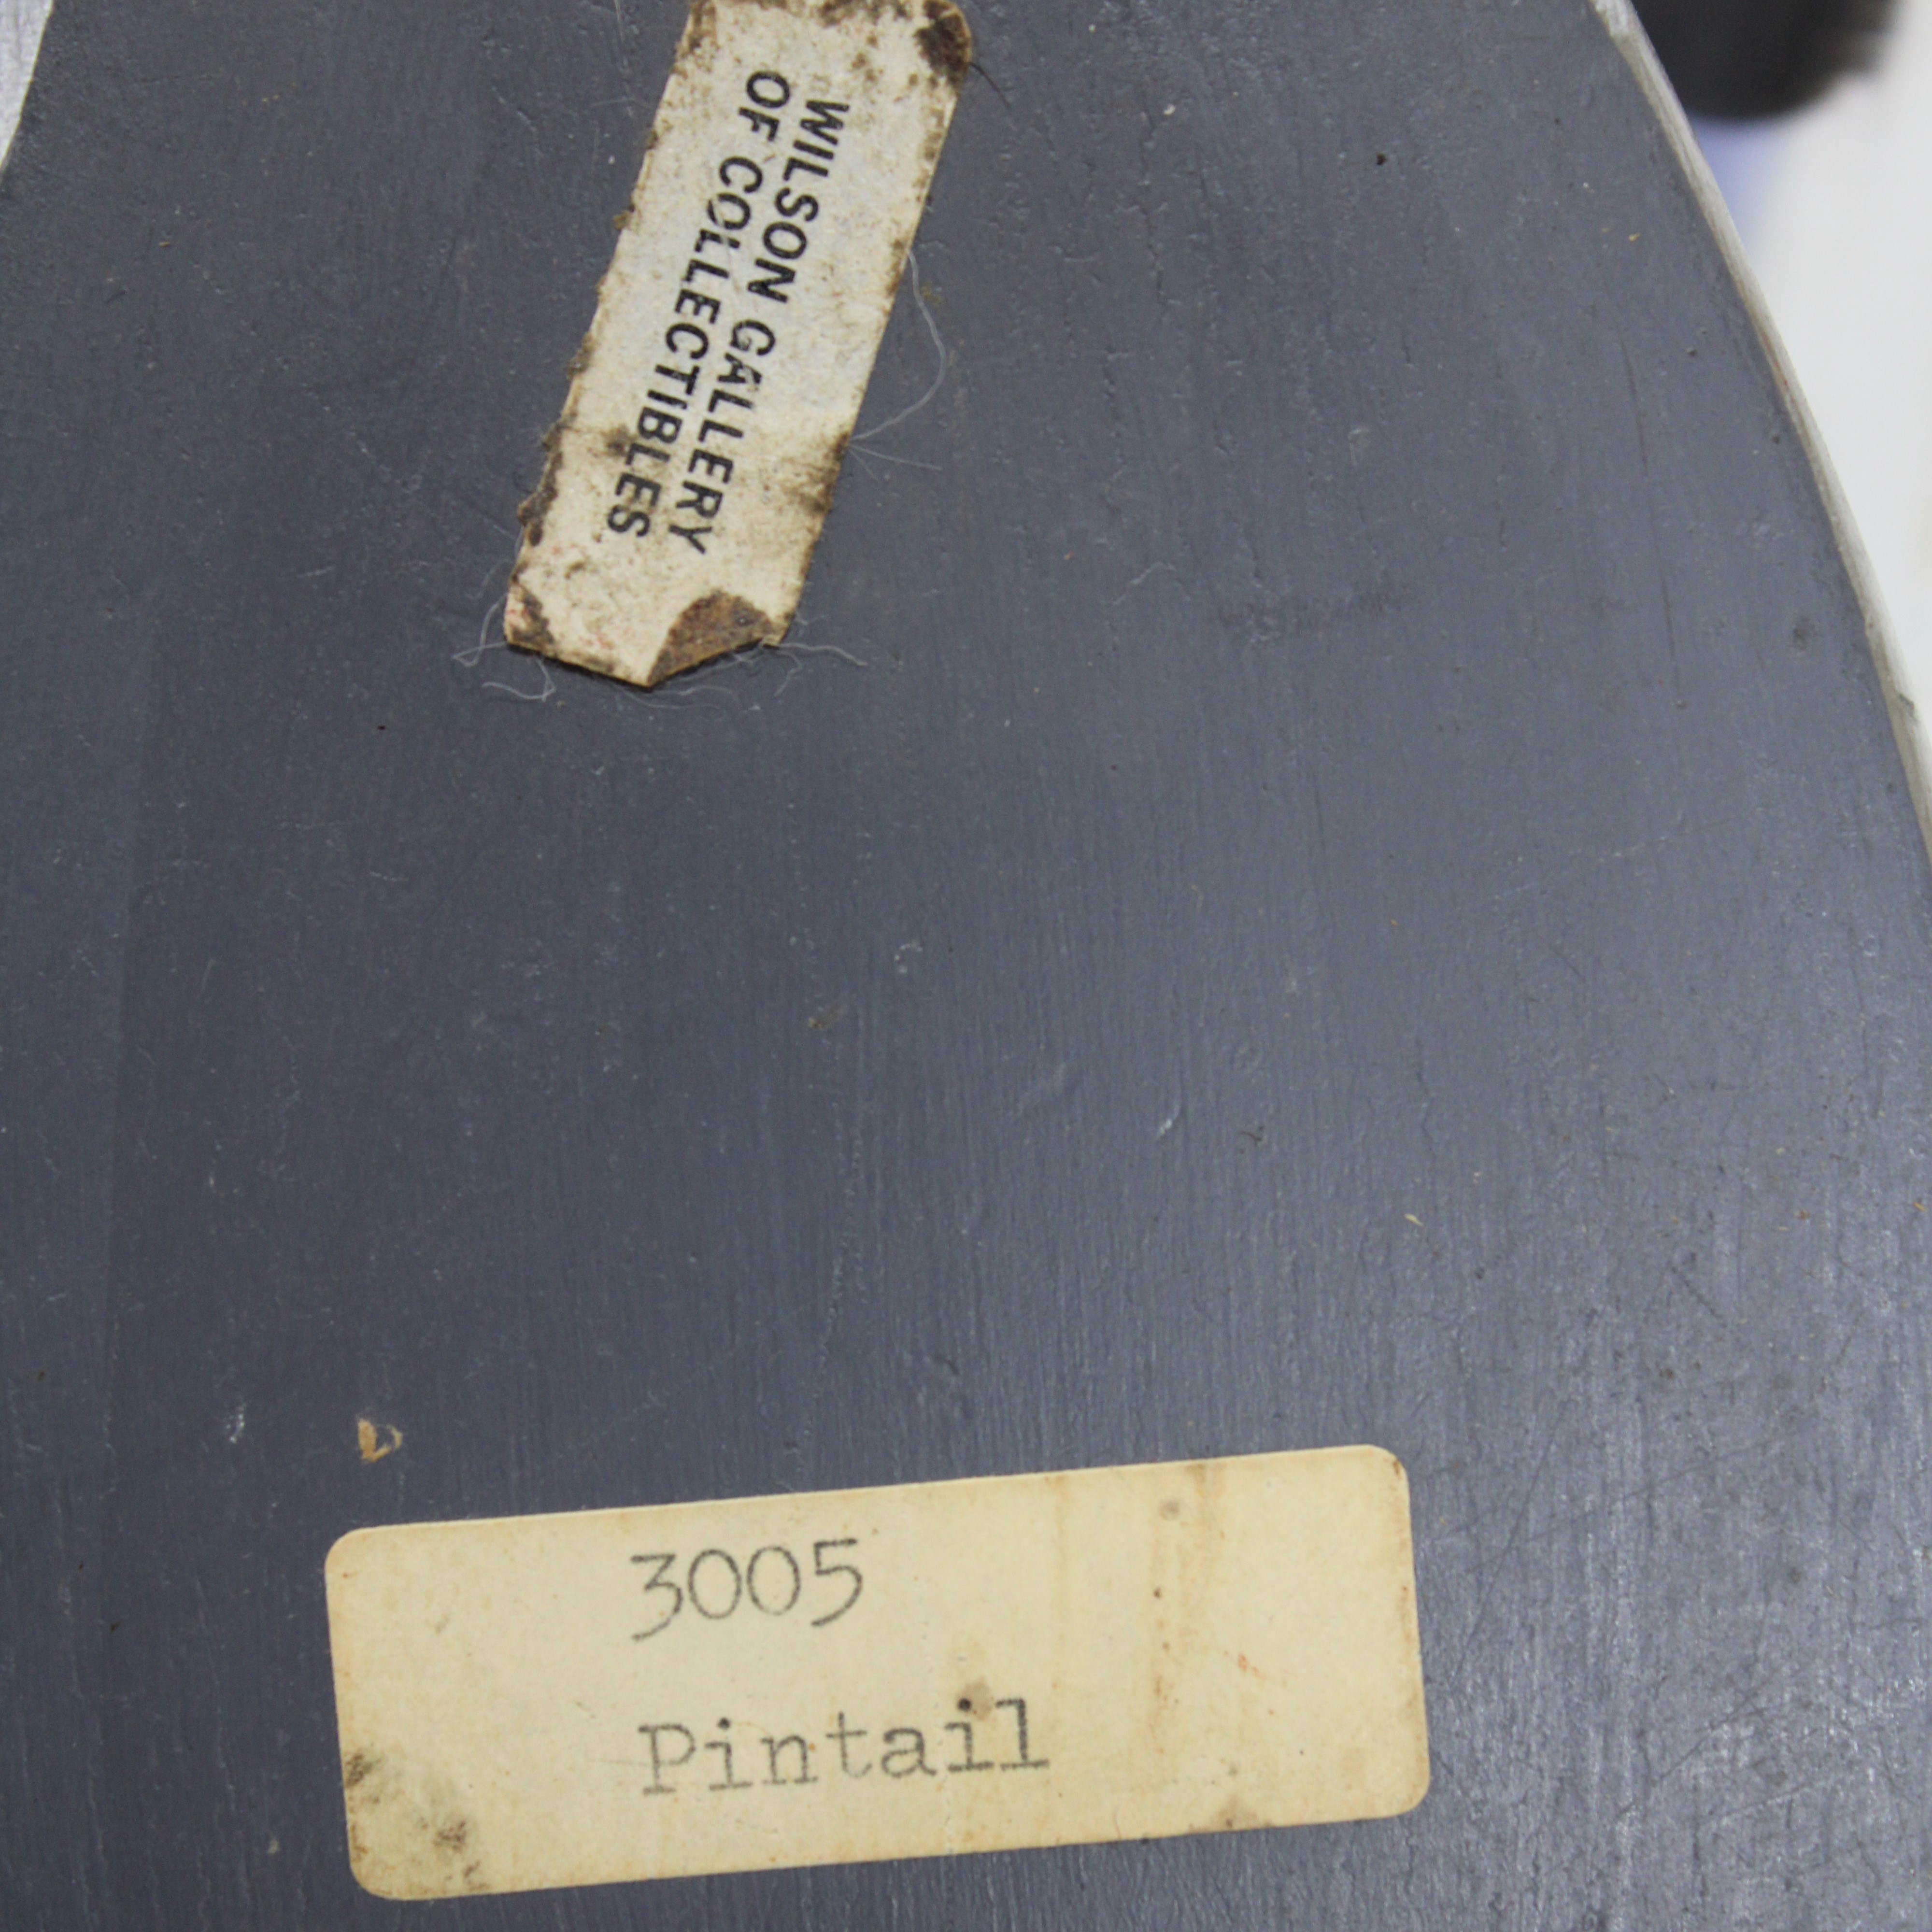 WILSON GALLERY
OF COLLECTIBLES
3005
Pintail